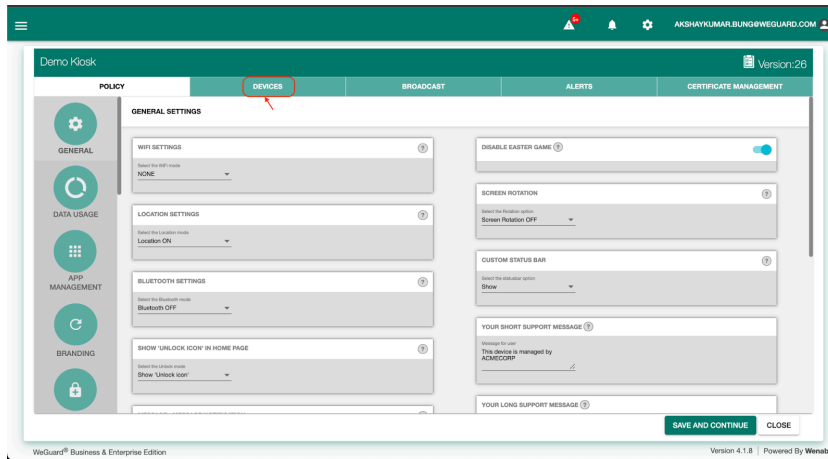 AKSHAYKUMAR.BUNG@WEGUARD.COM
Demo Kiosk
Version:26
POLICY
DEVICES
BROADCAST
ALERTS
CERTIFICATE MANAGEMENT
GENERAL
DATA USAGE
APP
MANAGEMENT
BRANDING
GENERAL SETTINGS
WIFI SETTINGS ?
Select the WiFi mode
NONE
LOCATION SETTINGS ?
Select the Location mode
Location ON
BLUETOOTH SETTINGS ?
Select the Bluetooth mode
Bluetooth OFF
SHOW 'UNLOCK ICON' IN HOME PAGE ?
Select the Unlock mode
Show 'Unlock icon'
DISABLE EASTER GAME ?
SCREEN ROTATION ?
Select the Rotation option
Screen Rotation OFF
CUSTOM STATUS BAR ?
Select the statusbar option
Show
YOUR SHORT SUPPORT MESSAGE ?
Message for user
This device is managed by
ACMECORP
YOUR LONG SUPPORT MESSAGE ?
SAVE AND CONTINUE
CLOSE
WeGuard® Business & Enterprise Edition
Version 4.1.8 | Powered By Wenab